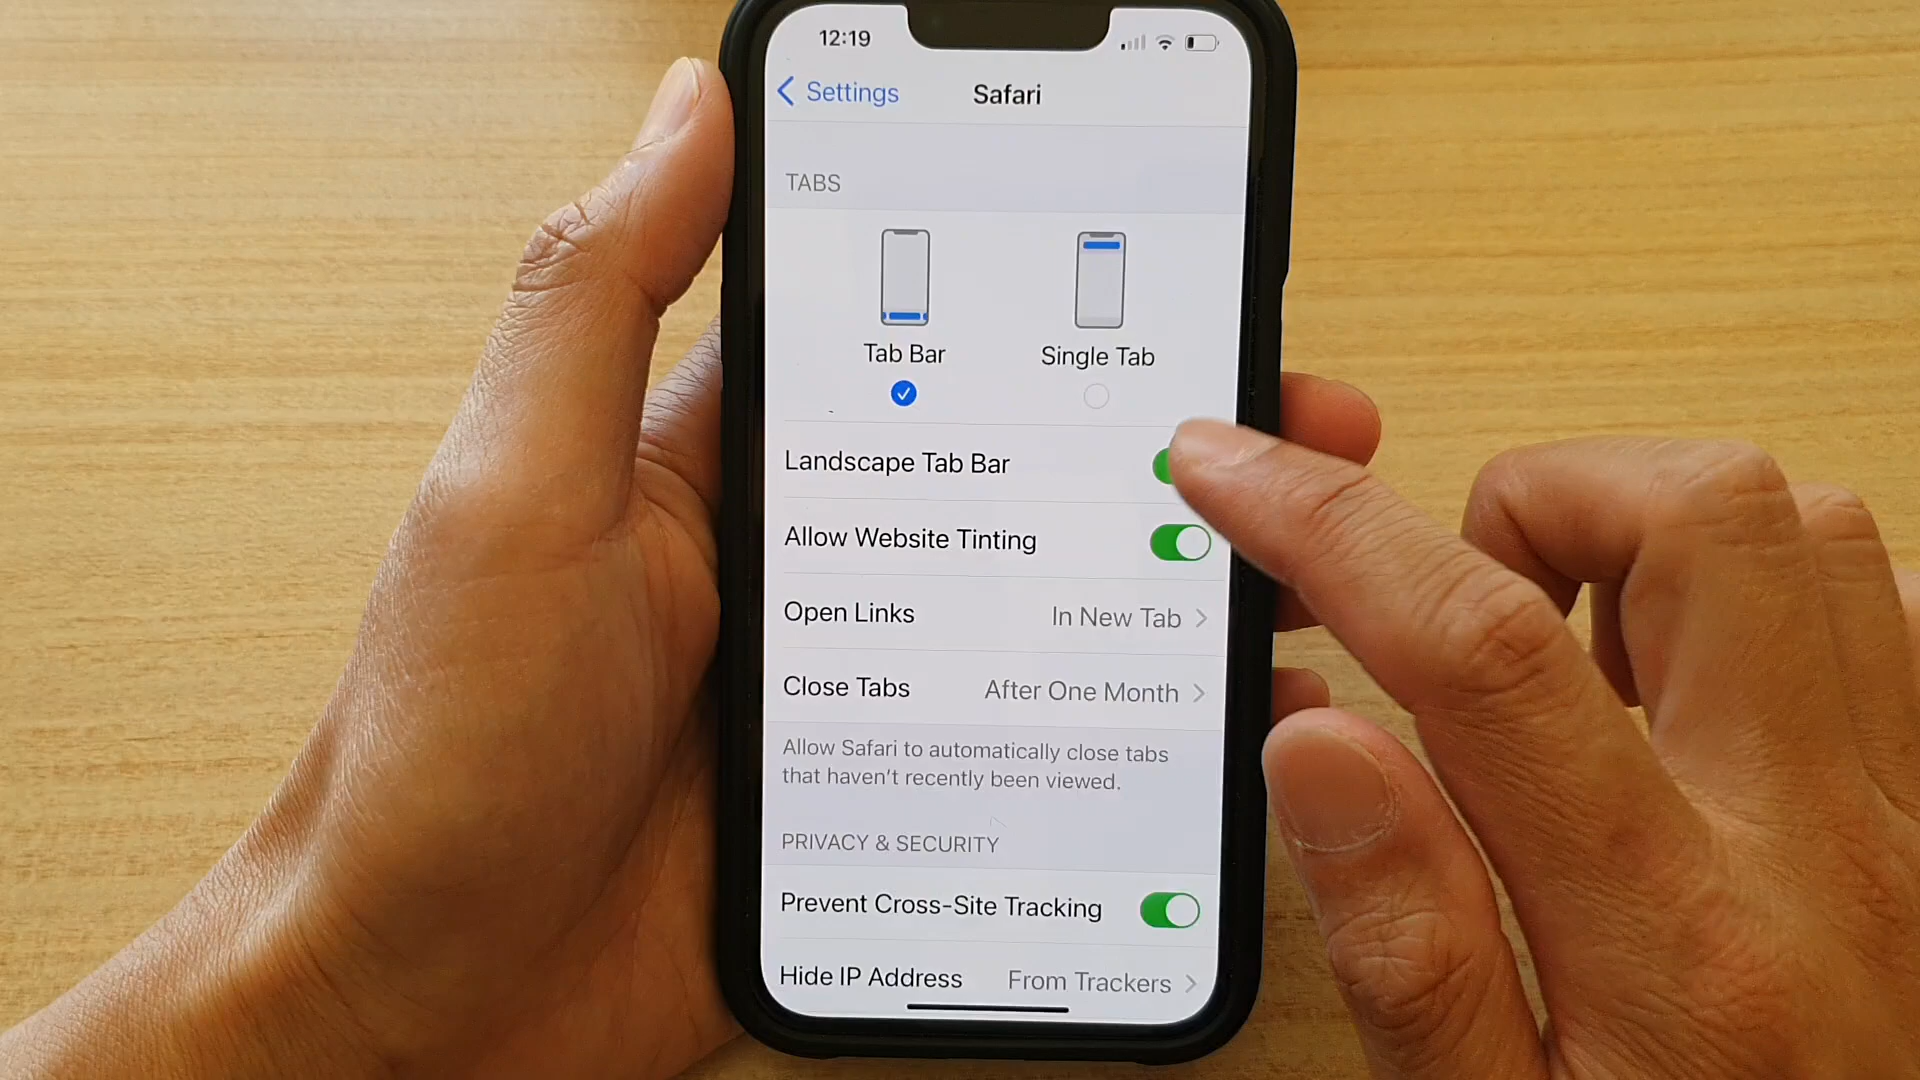 12:19
Settings
Safari
TABS
Tab Bar
Single Tab
Landscape Tab Bar
Allow Website Tinting
Open Links In New Tab
Close Tabs After One Month
Allow Safari to automatically close tabs
that haven't recently been viewed.
PRIVACY & SECURITY
Prevent Cross-Site Tracking
Hide IP Address From Trackers